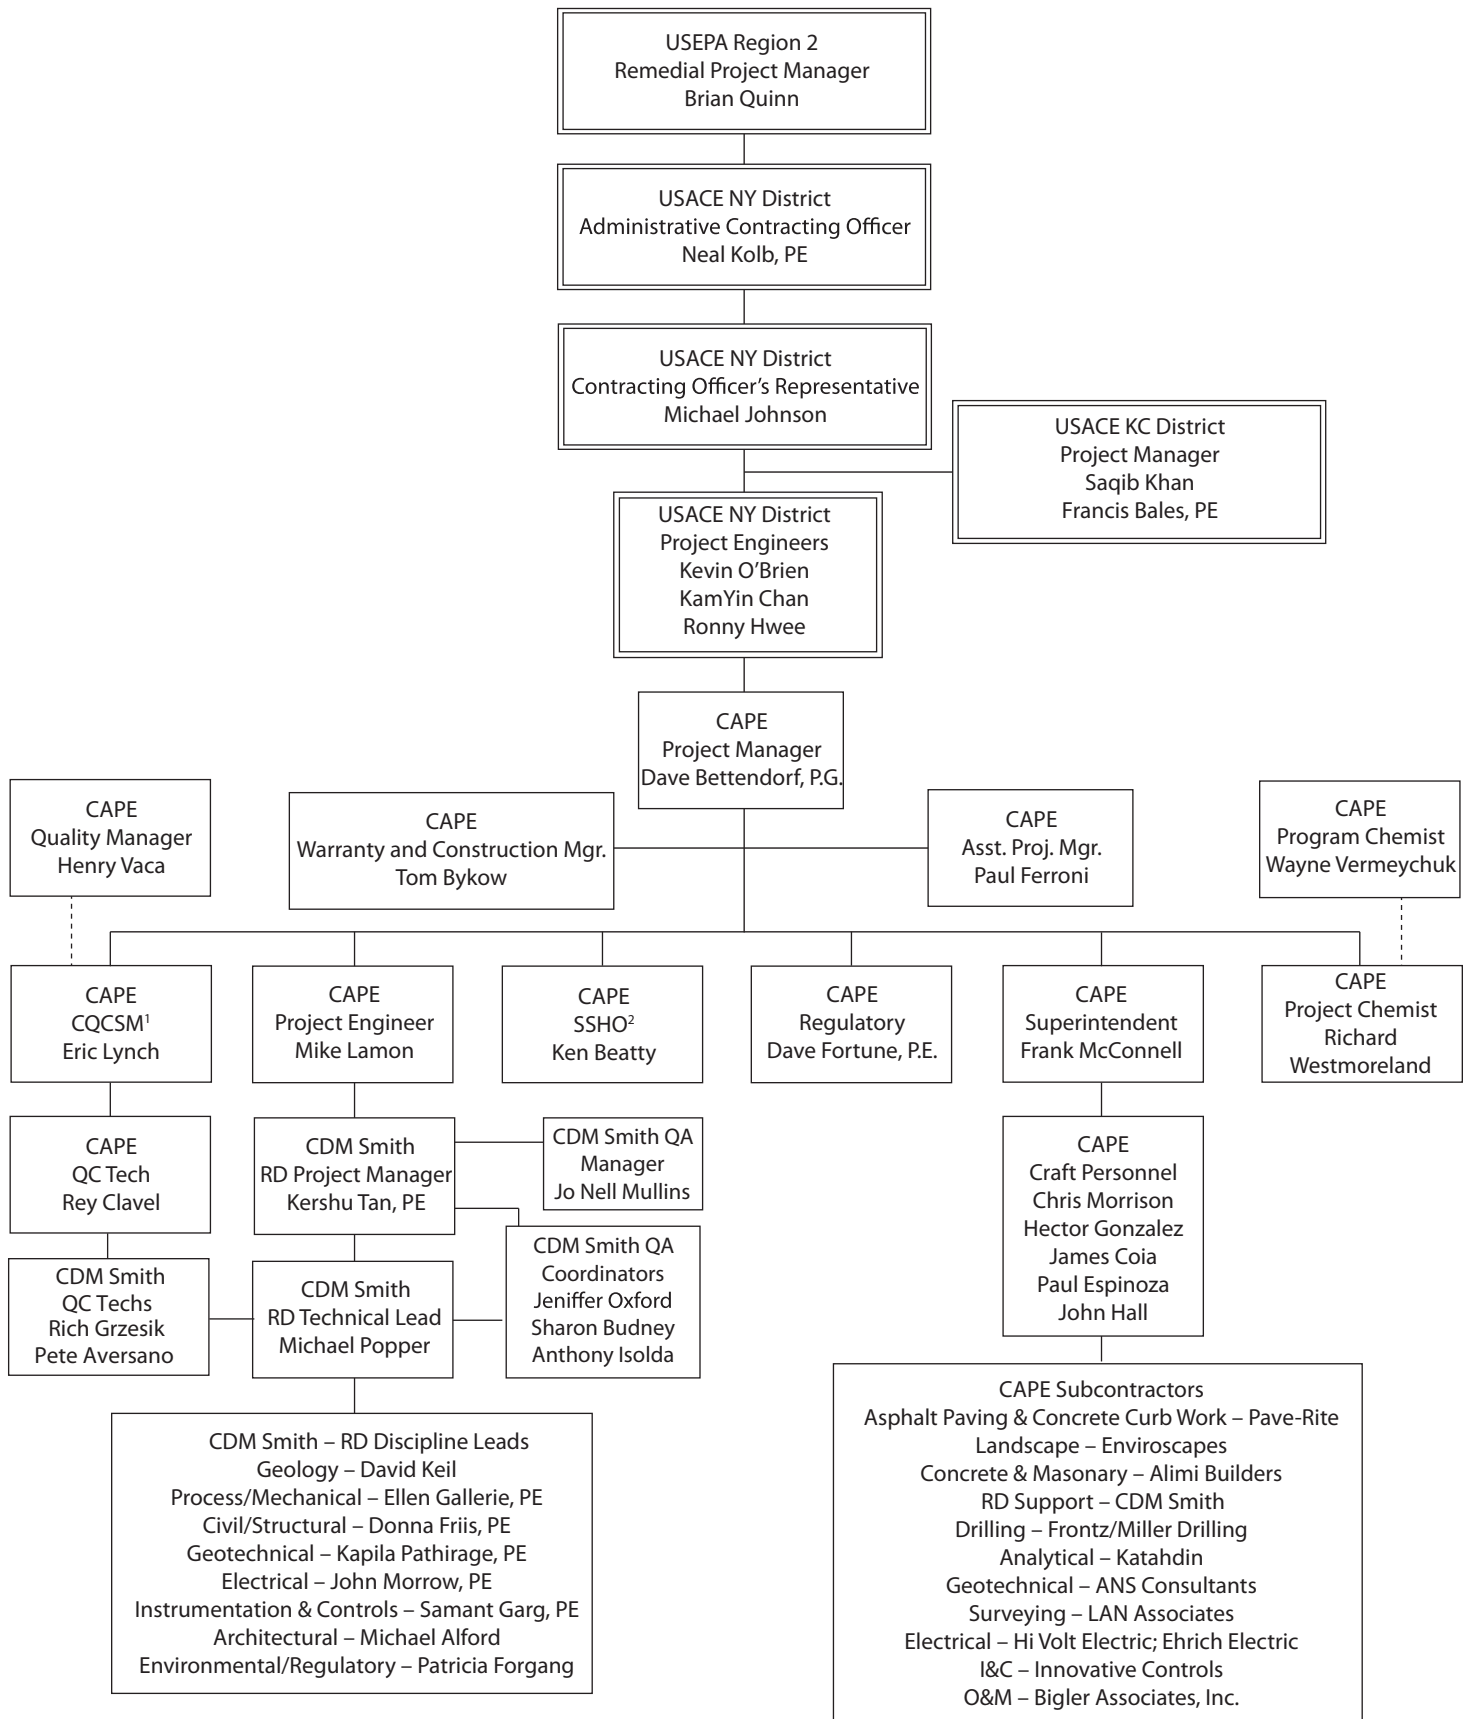 USEPA Region 2
Remedial Project Manager
Brian Quinn
USACE NY District
Administrative Contracting Officer
Neal Kolb, PE
USACE NY District
Contracting Officer’s Representative
Michael Johnson
USACE KC District
Project Manager
Saqib Khan
Francis Bales, PE
USACE NY District
Project Engineers
Kevin O’Brien
KamYin Chan
Ronny Hwee
CAPE
Project Manager
Dave Bettendorf, P.G.
CAPE
Quality Manager
Henry Vaca
CAPE
Warranty and Construction Mgr.
Tom Bykow
CAPE
Asst. Proj. Mgr.
Paul Ferroni
CAPE
Program Chemist
Wayne Vermeychuk
CAPE
CQCSM¹
Eric Lynch
CAPE
Project Engineer
Mike Lamon
CAPE
SSHO²
Ken Beatty
CAPE
Regulatory
Dave Fortune, P.E.
CAPE
Superintendent
Frank McConnell
CAPE
Project Chemist
Richard
Westmoreland
CAPE
QC Tech
Rey Clavel
CDM Smith
RD Project Manager
Kershu Tan, PE
CDM Smith QA
Manager
Jo Nell Mullins
CAPE
Craft Personnel
Chris Morrison
Hector Gonzalez
James Coia
Paul Espinoza
John Hall
CDM Smith
QC Techs
Rich Grzesik
Pete Aversano
CDM Smith
RD Technical Lead
Michael Popper
CDM Smith QA
Coordinators
Jeniffer Oxford
Sharon Budney
Anthony Isolda
CDM Smith – RD Discipline Leads
Geology – David Keil
Process/Mechanical – Ellen Gallerie, PE
Civil/Structural – Donna Friis, PE
Geotechnical – Kapila Pathirage, PE
Electrical – John Morrow, PE
Instrumentation & Controls – Samant Garg, PE
Architectural – Michael Alford
Environmental/Regulatory – Patricia Forgang
CAPE Subcontractors
Asphalt Paving & Concrete Curb Work – Pave-Rite
Landscape – Enviroscapes
Concrete & Masonary – Alimi Builders
RD Support – CDM Smith
Drilling – Frontz/Miller Drilling
Analytical – Katahdin
Geotechnical – ANS Consultants
Surveying – LAN Associates
Electrical – Hi Volt Electric; Ehrich Electric
I&C – Innovative Controls
O&M – Bigler Associates, Inc.